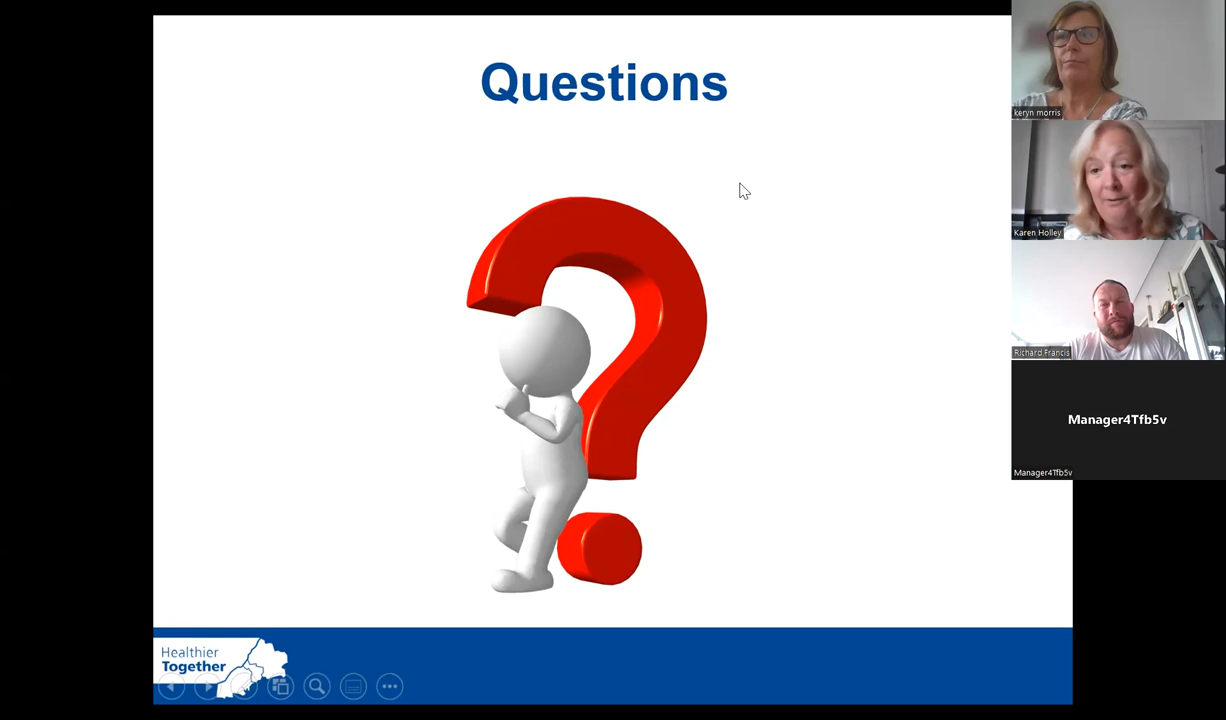 Questions
keryn morris
Karen Holley
Richard Francis
Manager4Tfb5v
Manager4Tfb5v
Healthier
Together